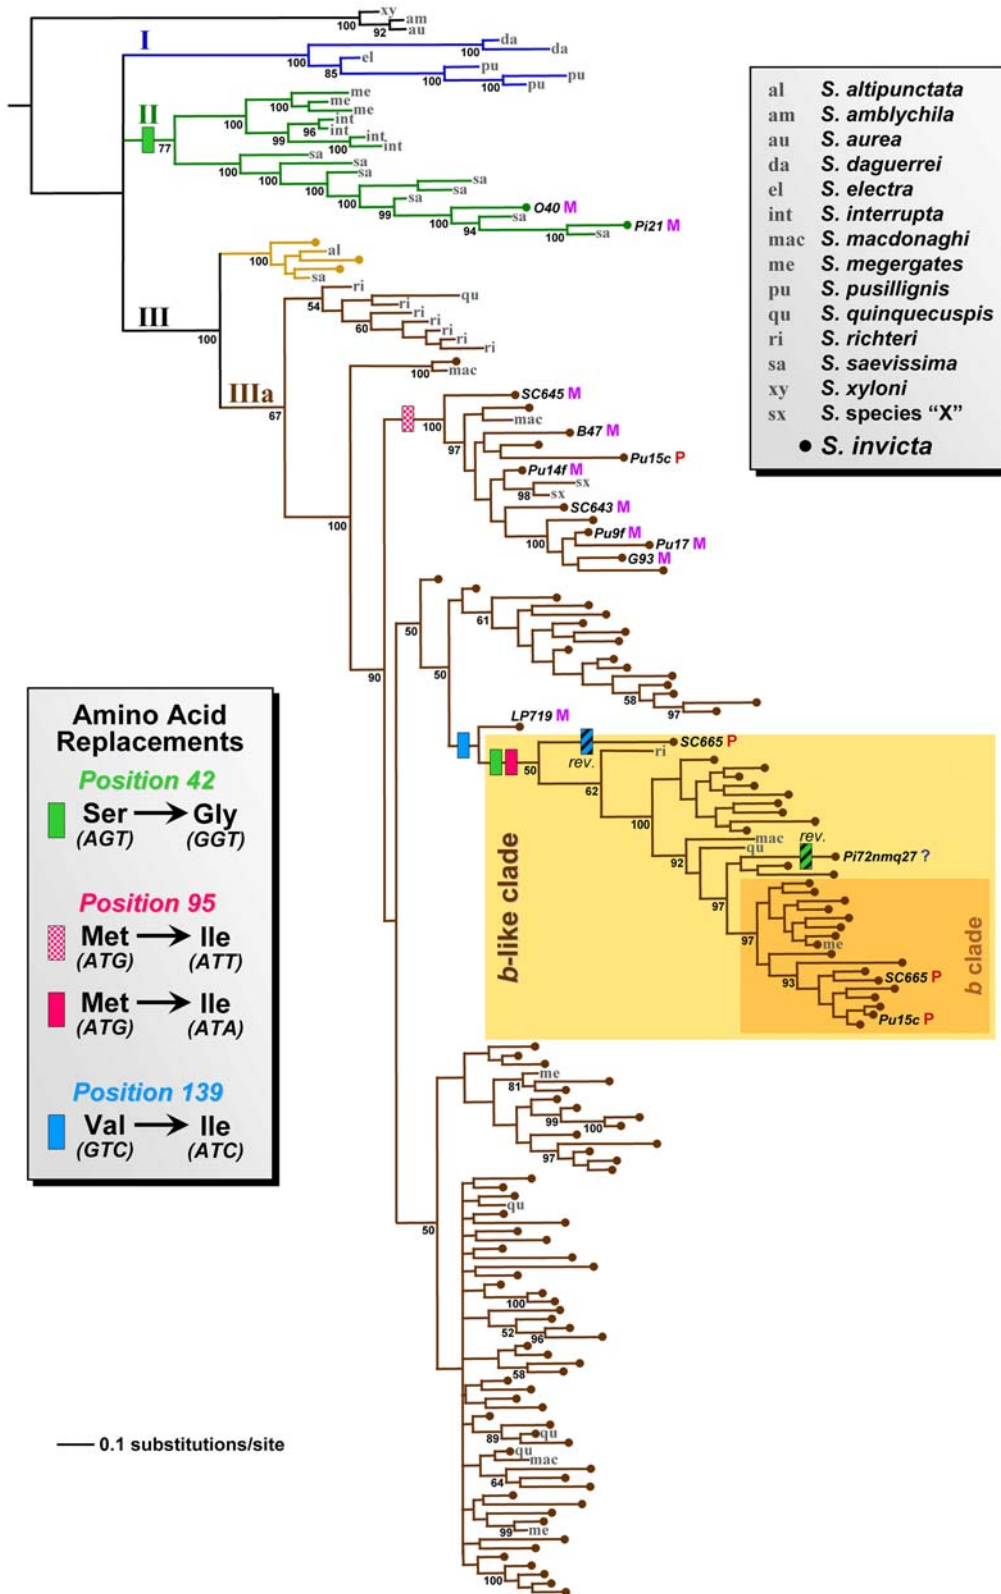 xy
am
au
100
92
I
da
da
100
el
100
85
pu
pu
pu
100
100
II
me
me
me
100
int
int
int
int
96
99
100
77
sa
sa
sa
sa
sa
sa
100
100
100
100
99
O40 M
sa
Pi21 M
sa
100
94
100
al
sa
100
III
100
ri
qu
ri
ri
ri
ri
ri
ri
54
60
IIIa
67
mac
100
100
SC645 M
mac
100
97
B47 M
Pu15c P
Pu14f M
sx
sx
98
SC643 M
Pu9f M
Pu17 M
G93 M
100
90
50
50
61
58
97
LP719 M
SC665 P
rev.
ri
50
62
100
mac
qu
92
rev.
Pi72nmq27 ?
97
me
97
SC665 P
93
Pu15c P
b-like clade
b clade
me
81
99
100
97
50
qu
100
52
96
58
qu
89
qu
mac
64
me
99
100
al S. altipunctata
am S. amblychila
au S. aurea
da S. daguerrei
el S. electra
int S. interrupta
mac S. macdonaghi
me S. megergates
pu S. pusillignis
qu S. quinquecuspis
ri S. richteri
sa S. saevissima
xy S. xyloni
sx S. species "X"
S. invicta
Amino Acid
Replacements
Position 42
Ser Gly
(AGT) (GGT)
Position 95
Met Ile
(ATG) (ATT)
Met Ile
(ATG) (ATA)
Position 139
Val Ile
(GTC) (ATC)
0.1 substitutions/site